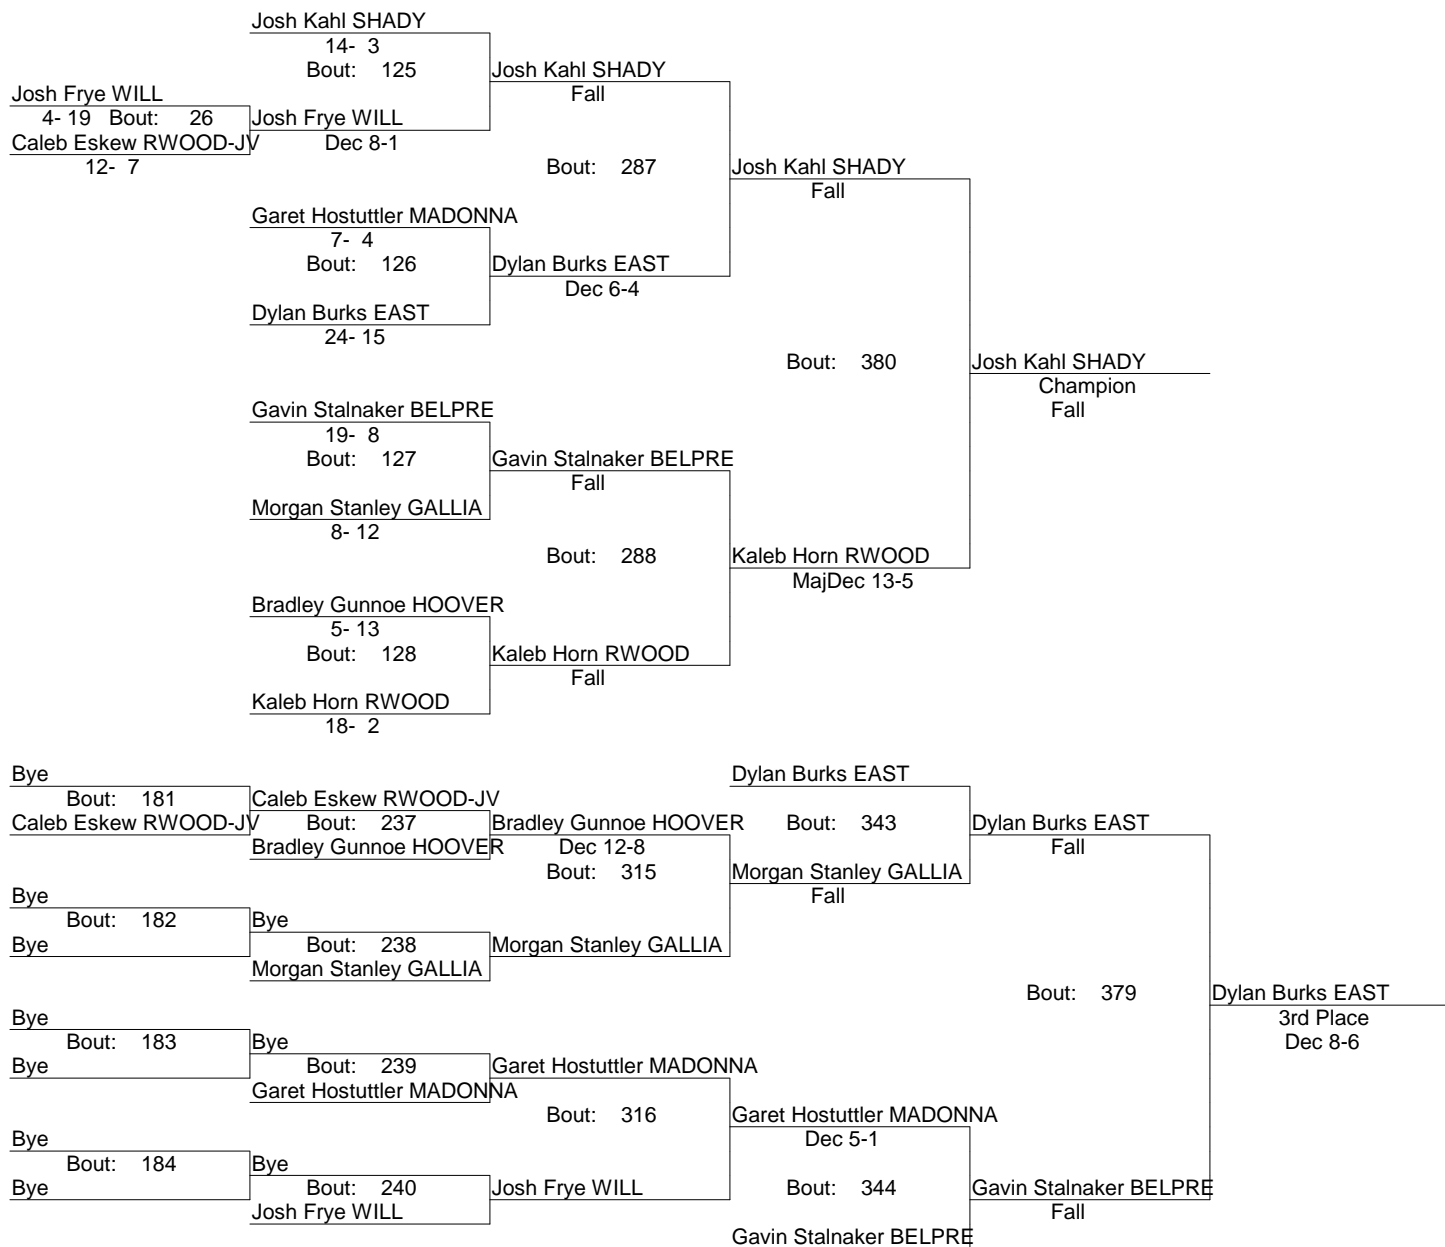 Josh Kahl SHADY
14- 3
Bout: 125 Josh Kahl SHADY
Josh Frye WILL Fall
4- 19 Bout: 26 Josh Frye WILL
Caleb Eskew RWOOD-JV Dec 8-1
12- 7 Bout: 287 Josh Kahl SHADY
Fall
Garet Hostuttler MADONNA
7- 4
Bout: 126 Dylan Burks EAST
Dec 6-4
Dylan Burks EAST
24- 15
Bout: 380 Josh Kahl SHADY
Champion
Gavin Stalnaker BELPRE Fall
19- 8
Bout: 127 Gavin Stalnaker BELPRE
Fall
Morgan Stanley GALLIA
8- 12
Bout: 288 Kaleb Horn RWOOD
MajDec 13-5
Bradley Gunnoe HOOVER
5- 13
Bout: 128 Kaleb Horn RWOOD
Fall
Kaleb Horn RWOOD
18- 2
Bye Dylan Burks EAST
Bout: 181 Caleb Eskew RWOOD-JV
Caleb Eskew RWOOD-JV Bout: 237 Bradley Gunnoe HOOVER Bout: 343 Dylan Burks EAST
Bradley Gunnoe HOOVER Dec 12-8 Fall
Bout: 315 Morgan Stanley GALLIA
Bye Fall
Bout: 182 Bye
Bye Bout: 238 Morgan Stanley GALLIA
Morgan Stanley GALLIA
Bout: 379 Dylan Burks EAST
Bye 3rd Place
Bout: 183 Bye Dec 8-6
Bye Bout: 239 Garet Hostuttler MADONNA
Garet Hostuttler MADONNA
Bout: 316 Garet Hostuttler MADONNA
Bye Dec 5-1
Bout: 184 Bye
Bye Bout: 240 Josh Frye WILL Bout: 344 Gavin Stalnaker BELPRE
Josh Frye WILL Fall
Gavin Stalnaker BELPRE